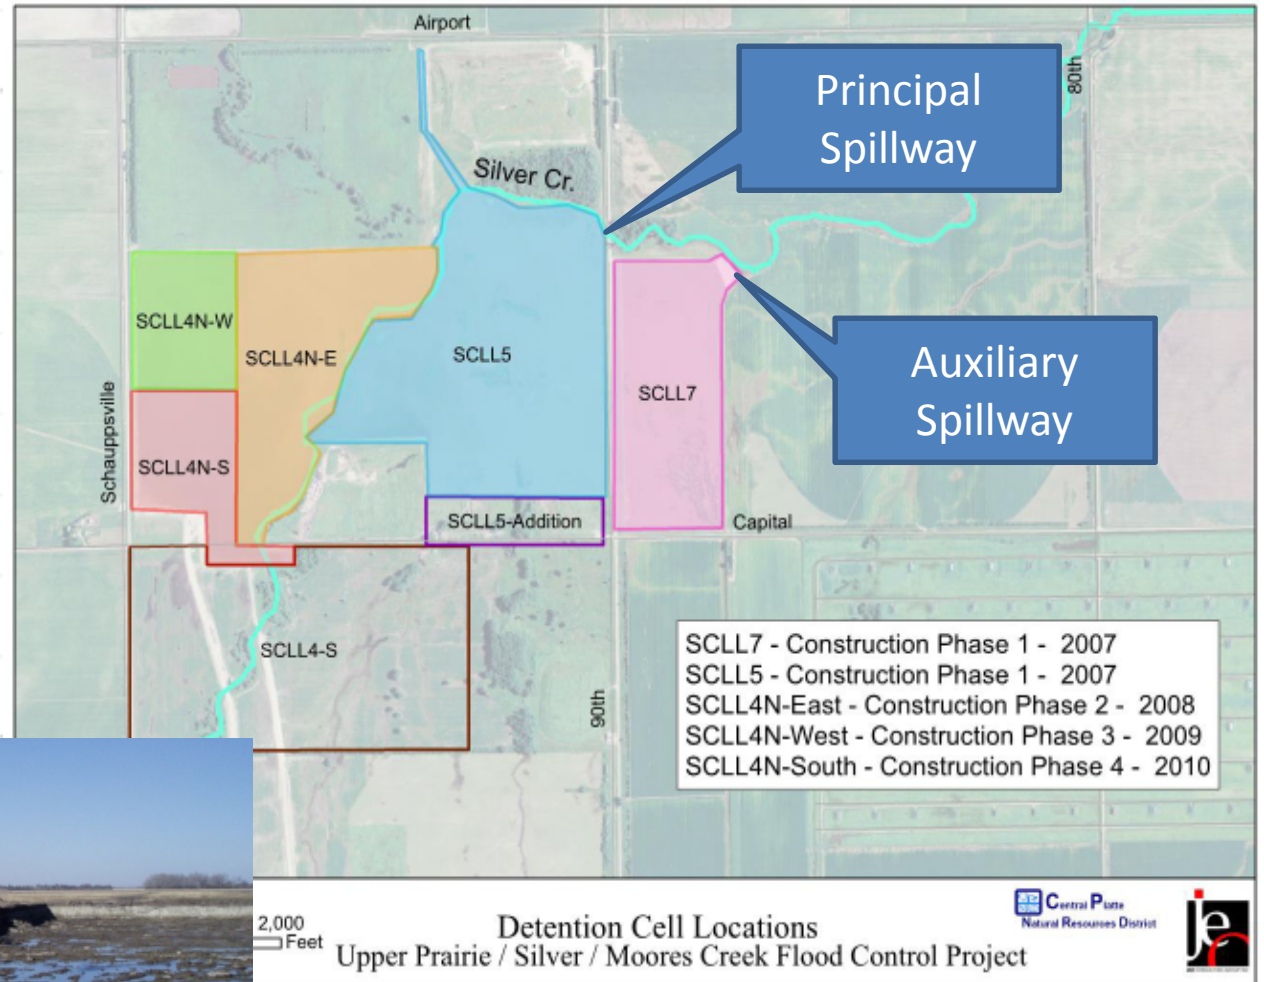 Airport
80th
Principal
Spillway
Silver Cr.
SCLL4N-W
SCLL4N-E
SCLL5
SCLL7
Auxiliary
Spillway
Schauppsville
SCLL4N-S
SCLL5-Addition
Capital
SCLL4-S
90th
SCLL7 - Construction Phase 1 - 2007
SCLL5 - Construction Phase 1 - 2007
SCLL4N-East - Construction Phase 2 - 2008
SCLL4N-West - Construction Phase 3 - 2009
SCLL4N-South - Construction Phase 4 - 2010
2,000
Feet
Detention Cell Locations
Upper Prairie / Silver / Moores Creek Flood Control Project
Central Platte
Natural Resources District